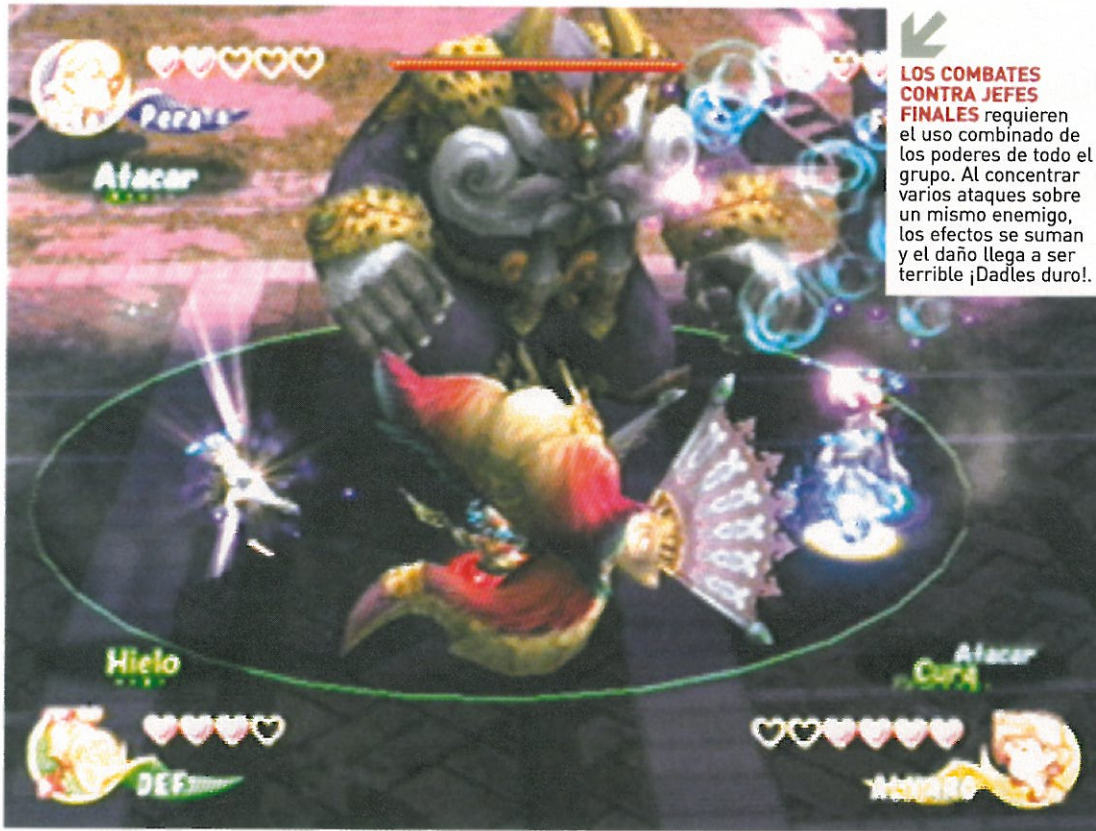 LOS COMBATES
CONTRA JEFES
FINALES requieren
el uso combinado de
los poderes de todo el
grupo. Al concentrar
varios ataques sobre
un mismo enemigo,
los efectos se suman
y el daño llega a ser
terrible ¡Dadles duro!.
Atacar
Hielo
Atacar
Cura
DEF
ALVARO